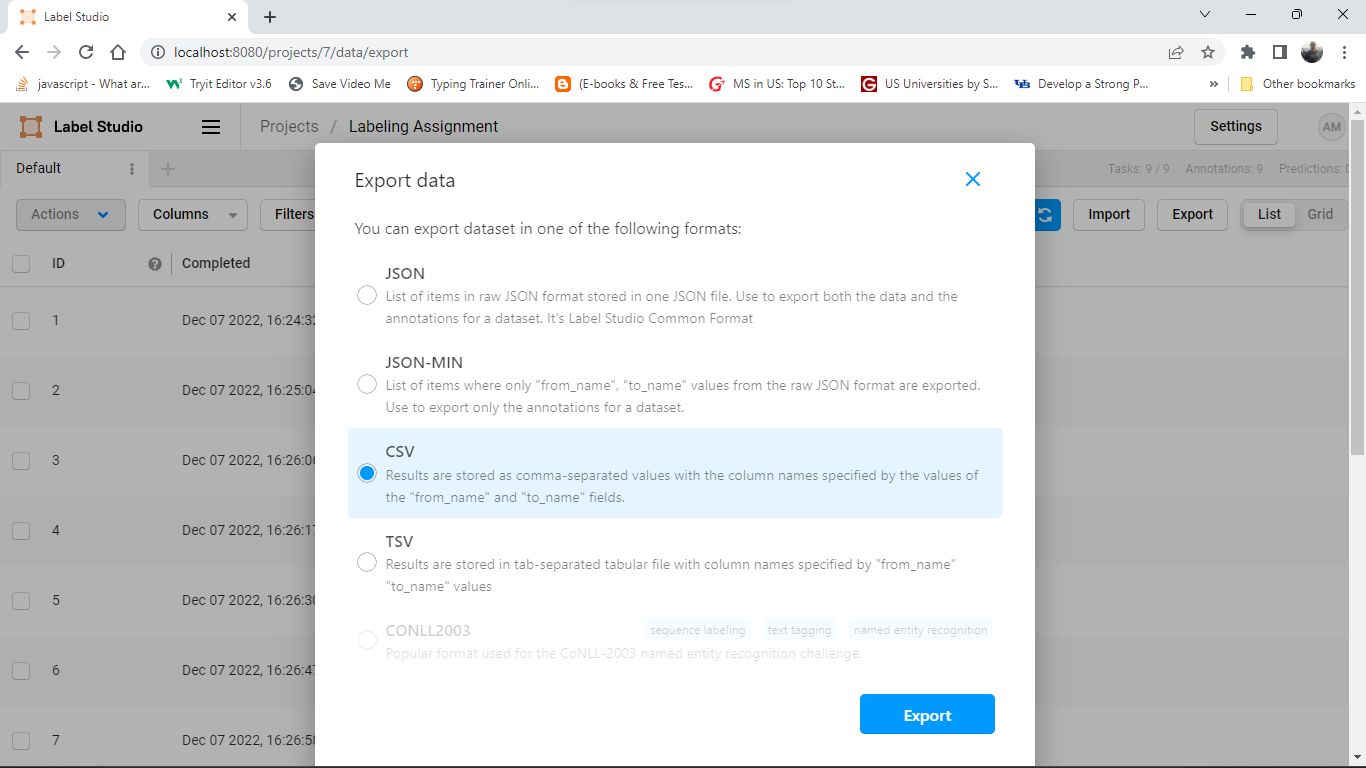 Label Studio
localhost:8080/projects/7/data/export
javascript - What ar...
Tryit Editor v3.6
Save Video Me
Typing Trainer Onli...
(E-books & Free Tes...
MS in US: Top 10 St...
US Universities by S...
Develop a Strong P...
»
Other bookmarks
Label Studio
Projects / Labeling Assignment
Settings
AM
Default
Tasks: 9 / 9 Annotations: 9 Predictions: 0
Actions
Columns
Filters
Import
Export
List
Grid
ID
Completed
1 Dec 07 2022, 16:24:32
2 Dec 07 2022, 16:25:04
3 Dec 07 2022, 16:26:06
4 Dec 07 2022, 16:26:17
5 Dec 07 2022, 16:26:30
6 Dec 07 2022, 16:26:47
7 Dec 07 2022, 16:26:58
Export data
You can export dataset in one of the following formats:
JSON
List of items in raw JSON format stored in one JSON file. Use to export both the data and the
annotations for a dataset. It's Label Studio Common Format
JSON-MIN
List of items where only "from_name", "to_name" values from the raw JSON format are exported.
Use to export only the annotations for a dataset.
CSV
Results are stored as comma-separated values with the column names specified by the values of
the "from_name" and "to_name" fields.
TSV
Results are stored in tab-separated tabular file with column names specified by "from_name"
"to_name" values
CONLL2003 sequence labeling text tagging named entity recognition
Popular format used for the CoNLL-2003 named entity recognition challenge.
Export